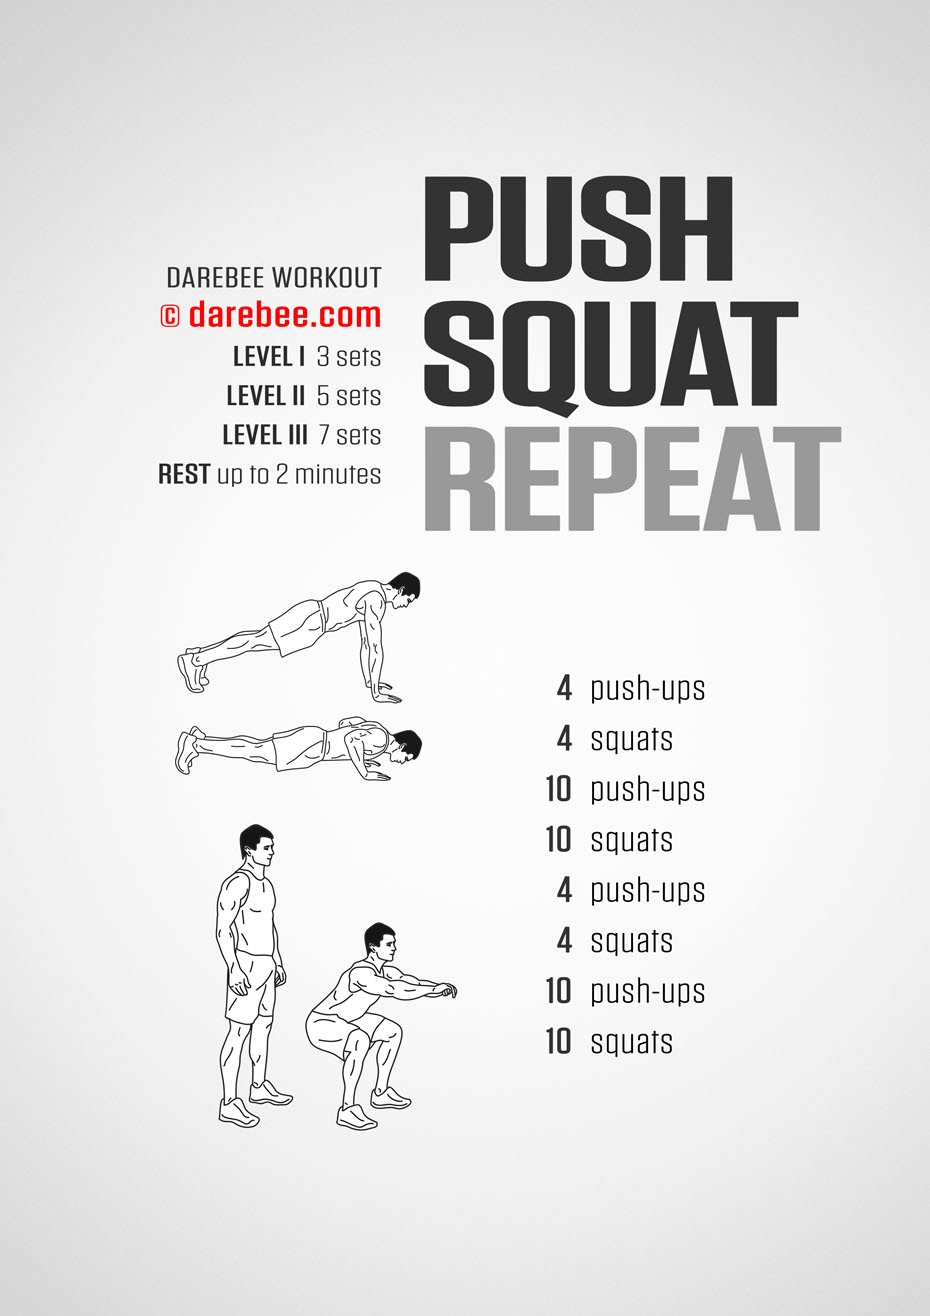 PUSH
SQUAT
REPEAT
DAREBEE WORKOUT
© darebee.com
LEVEL I 3 sets
LEVEL II 5 sets
LEVEL III 7 sets
REST up to 2 minutes
4 push-ups
4 squats
10 push-ups
10 squats
4 push-ups
4 squats
10 push-ups
10 squats